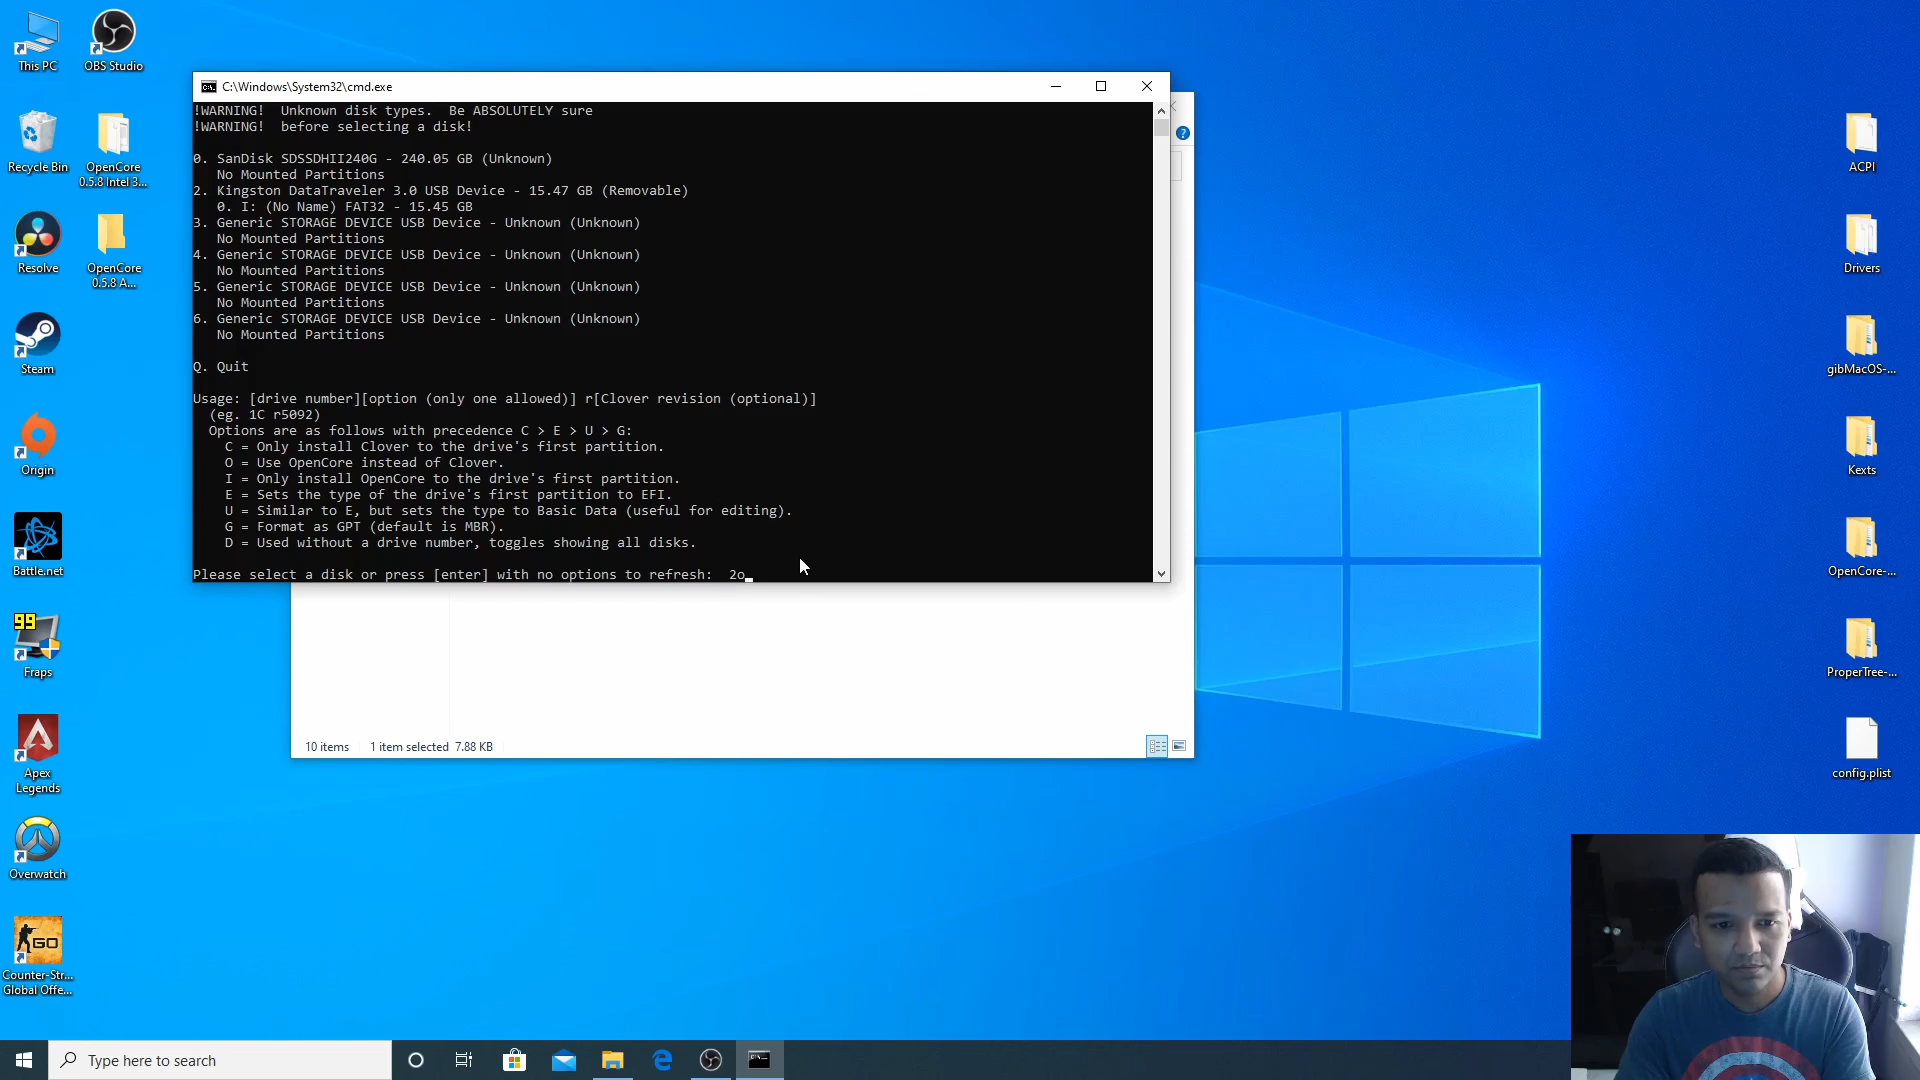 This PC
OBS Studio
Recycle Bin
OpenCore
0.5.8 Intel 3...
Resolve
OpenCore
0.5.8 A...
Steam
Origin
Battle.net
99
Fraps
Apex
Legends
Overwatch
GO
Counter-Str...
Global Offe...
C:\Windows\System32\cmd.exe
!WARNING!  Unknown disk types.  Be ABSOLUTELY sure
!WARNING!  before selecting a disk!
0. SanDisk SDSSDHII240G - 240.05 GB (Unknown)
No Mounted Partitions
2. Kingston DataTraveler 3.0 USB Device - 15.47 GB (Removable)
0. I: (No Name) FAT32 - 15.45 GB
3. Generic STORAGE DEVICE USB Device - Unknown (Unknown)
No Mounted Partitions
4. Generic STORAGE DEVICE USB Device - Unknown (Unknown)
No Mounted Partitions
5. Generic STORAGE DEVICE USB Device - Unknown (Unknown)
No Mounted Partitions
6. Generic STORAGE DEVICE USB Device - Unknown (Unknown)
No Mounted Partitions
Q. Quit
Usage: [drive number][option (only one allowed)] r[Clover revision (optional)]
(eg. 1C r5092)
Options are as follows with precedence C > E > U > G:
C = Only install Clover to the drive's first partition.
O = Use OpenCore instead of Clover.
I = Only install OpenCore to the drive's first partition.
E = Sets the type of the drive's first partition to EFI.
U = Similar to E, but sets the type to Basic Data (useful for editing).
G = Format as GPT (default is MBR).
D = Used without a drive number, toggles showing all disks.
Please select a disk or press [enter] with no options to refresh:  2o_
10 items
1 item selected  7.88 KB
ACPI
Drivers
gibMacOS-...
Kexts
OpenCore-...
ProperTree-...
config.plist
Type here to search